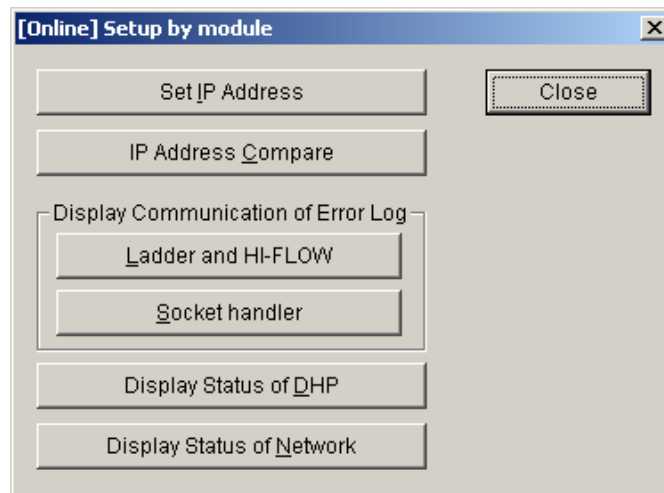 [Online] Setup by module
Set IP Address
Close
IP Address Compare
Display Communication of Error Log
Ladder and HI-FLOW
Socket handler
Display Status of DHP
Display Status of Network